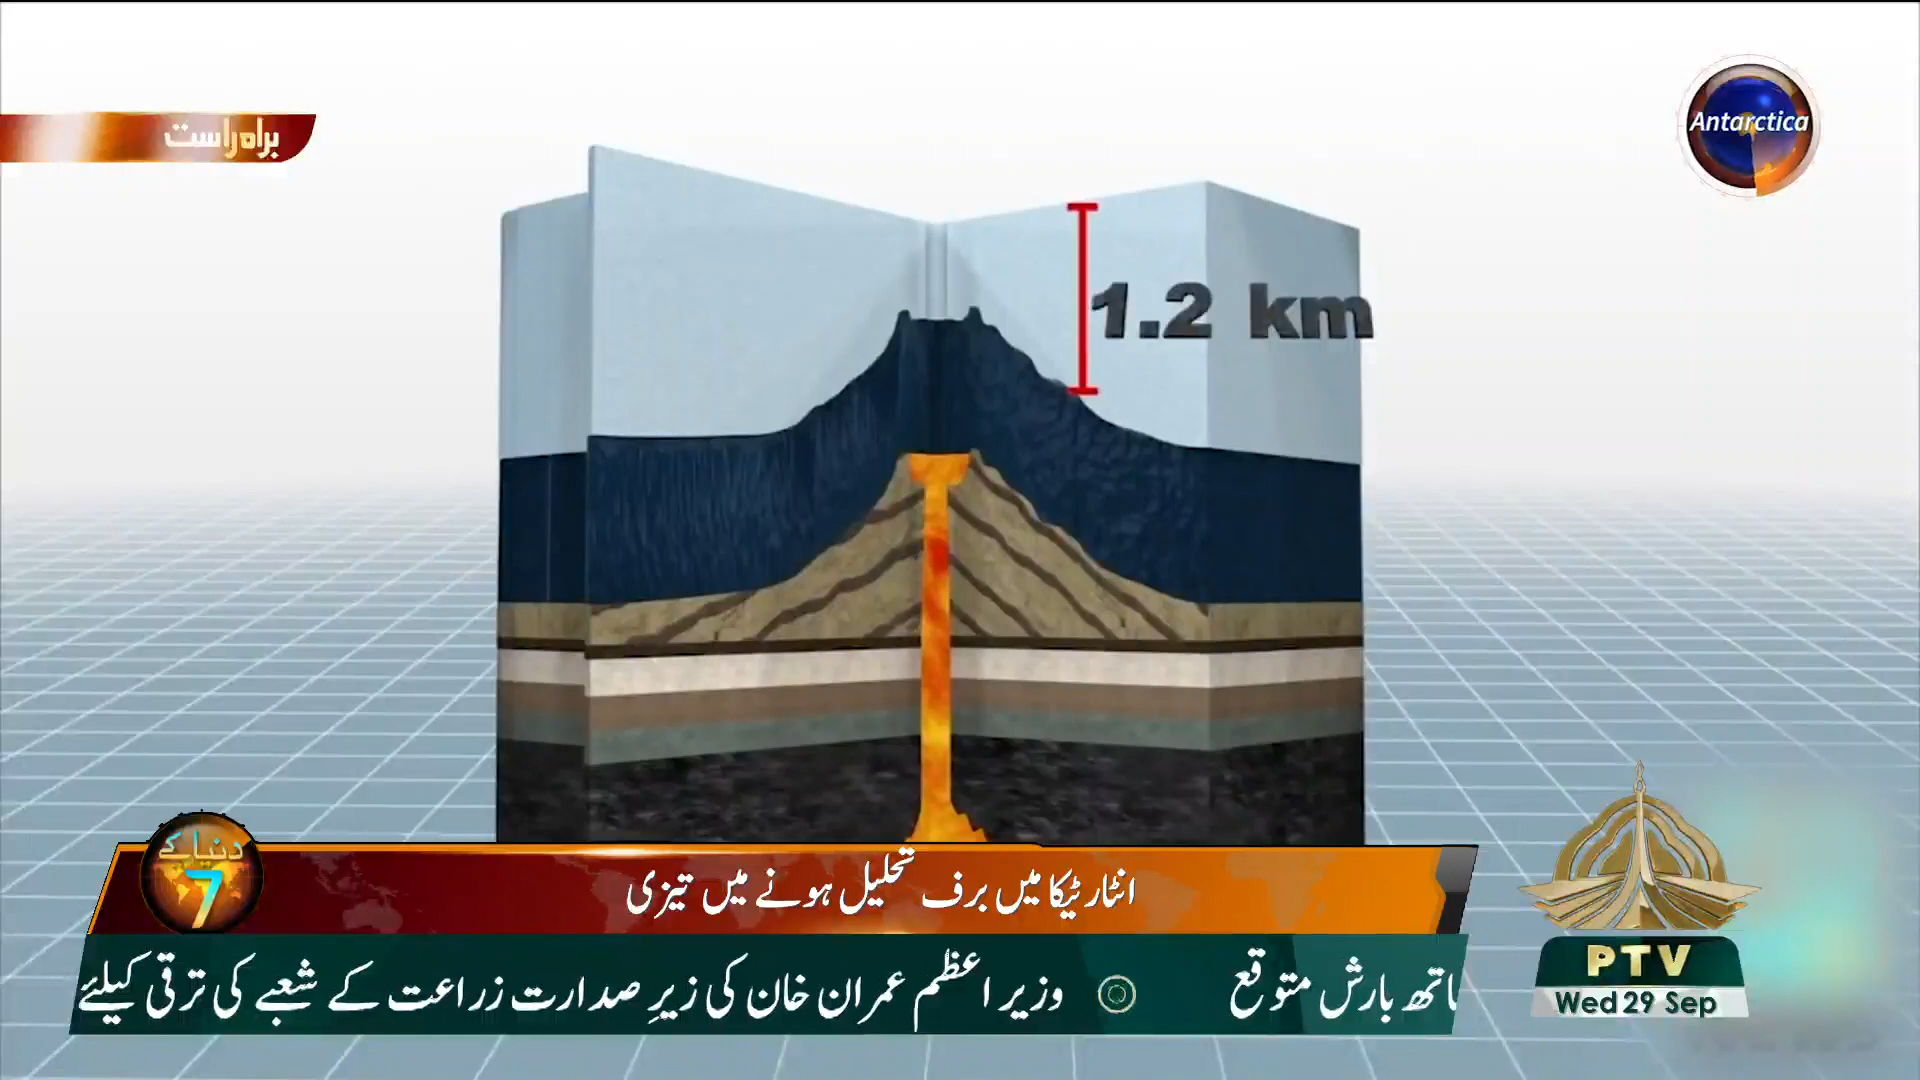 براہ راست
Antarctica
1.2 km
دنیا کے
7
انٹارٹیکا میں برف تحلیل ہونے میں تیزی
اتھ بارش متوقع
وزیر اعظم عمران خان کی زیرِ صدارت زراعت کے شعبے کی ترقی کیلئے
PTV
Wed 29 Sep